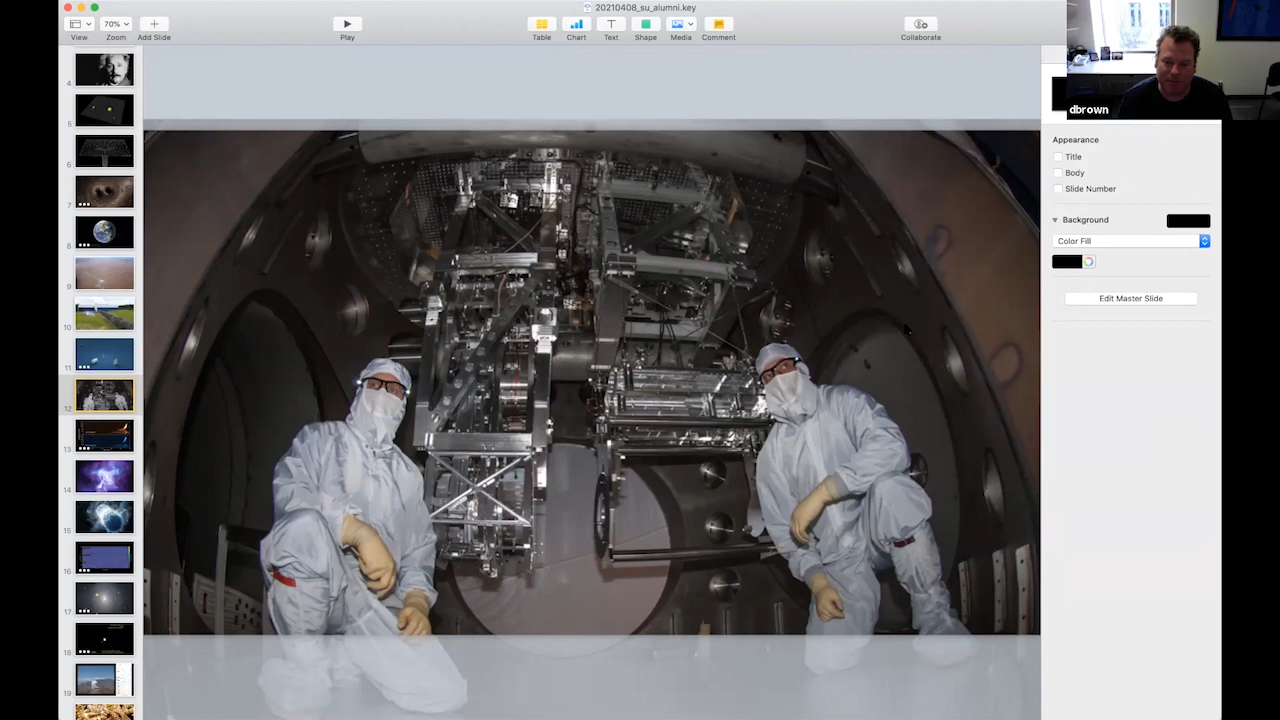 20210408_su_alumni.key
70%
View
Zoom
Add Slide
Play
Table
Chart
Text
Shape
Media
Comment
Collaborate
dbrown
Appearance
Title
Body
Slide Number
Background
Color Fill
Edit Master Slide
4
5
6
7
8
9
10
11
12
13
14
15
16
17
18
19